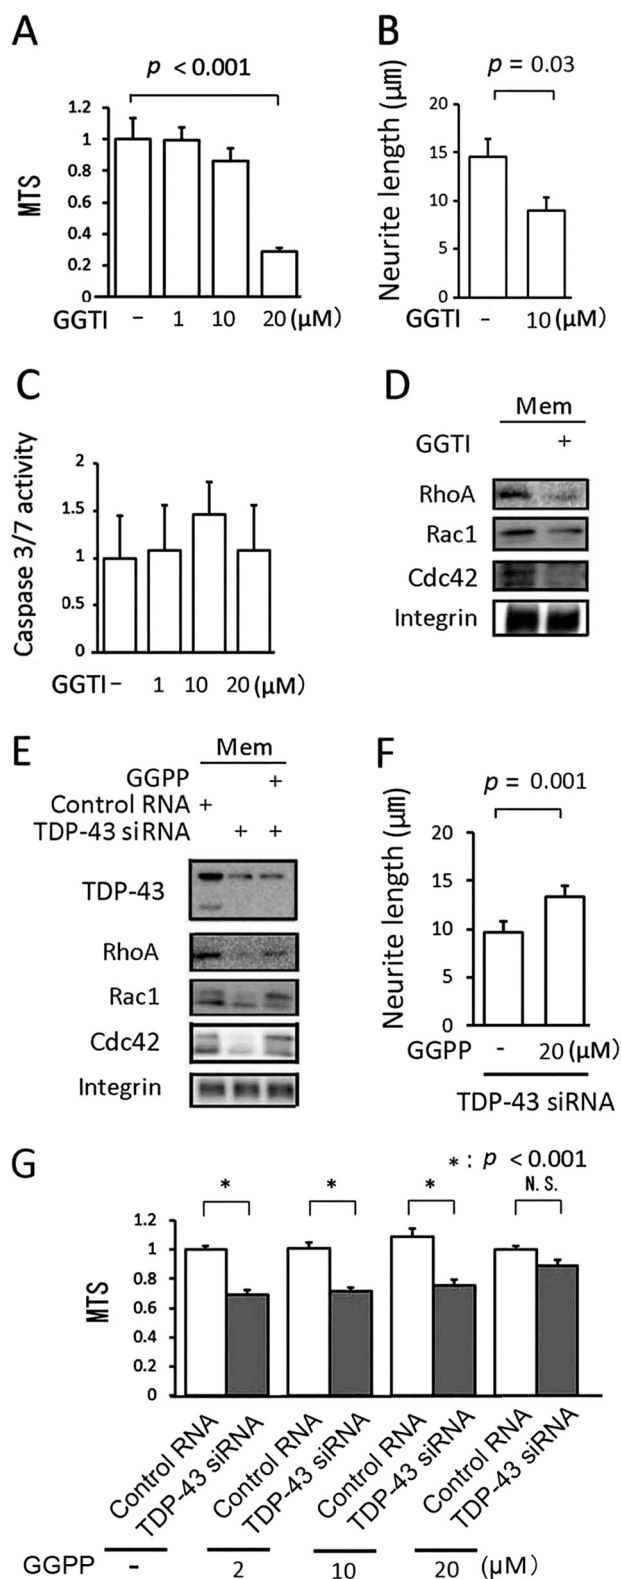 A
p < 0.001
MTS
1.2
1
0.8
0.6
0.4
0.2
0
GGTI − 1 10 20 (μM)
B
p = 0.03
Neurite length (μm)
20
15
10
5
0
GGTI - 10 (μM)
C
Caspase 3/7 activity
2
1.5
1
0.5
0
GGTI − 1 10 20 (μM)
D
Mem
GGTI +
RhoA
Rac1
Cdc42
Integrin
E
Mem
GGPP +
Control RNA +
TDP-43 siRNA + +
TDP-43
RhoA
Rac1
Cdc42
Integrin
F
p = 0.001
Neurite length (μm)
20
15
10
5
0
GGPP - 20 (μM)
TDP-43 siRNA
G
* : p < 0.001
* * * N.S.
MTS
1.2
1
0.8
0.6
0.4
0.2
0
Control RNA
TDP-43 siRNA
Control RNA
TDP-43 siRNA
Control RNA
TDP-43 siRNA
Control RNA
TDP-43 siRNA
GGPP - 2 10 20 (μM)